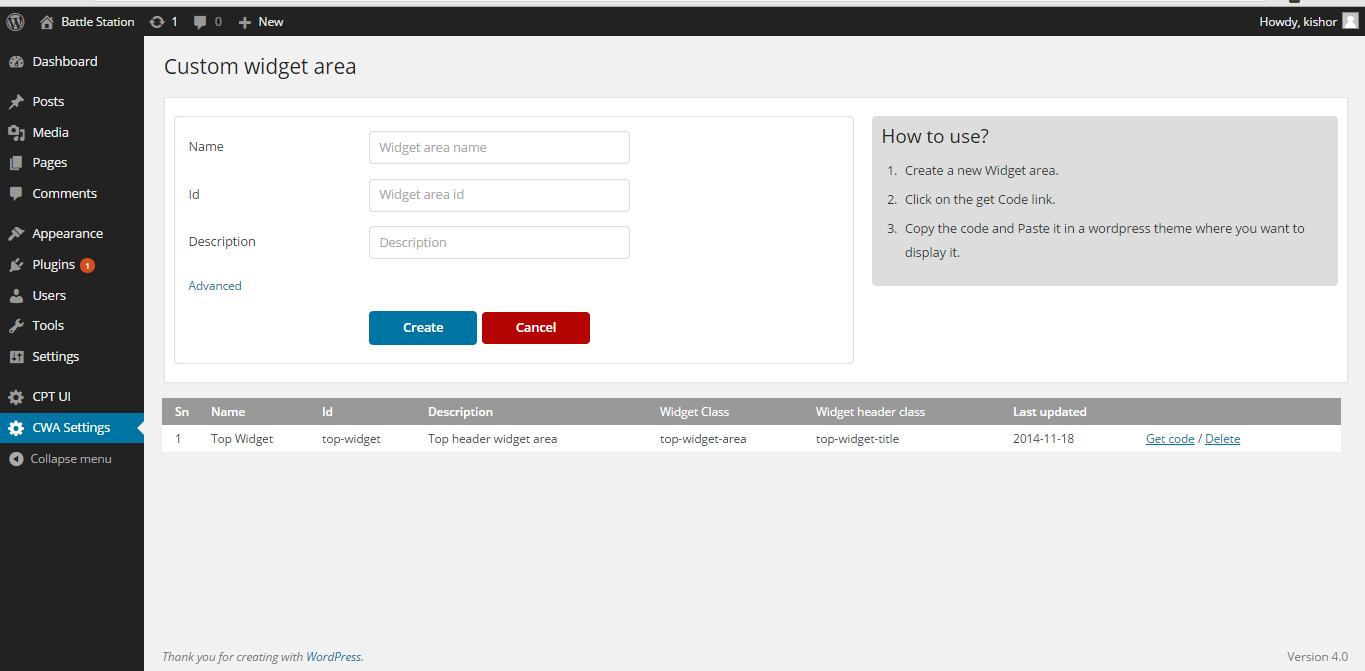 Battle Station 1 0 New Howdy, kishor
Dashboard
Posts
Media
Pages
Comments
Appearance
Plugins 1
Users
Tools
Settings
CPT UI
CWA Settings
Collapse menu
Custom widget area
Name Widget area name
Id Widget area id
Description Description
Advanced
Create Cancel
How to use?
1. Create a new Widget area.
2. Click on the get Code link.
3. Copy the code and Paste it in a wordpress theme where you want to
display it.
Sn Name Id Description Widget Class Widget header class Last updated
1 Top Widget top-widget Top header widget area top-widget-area top-widget-title 2014-11-18 Get code / Delete
Thank you for creating with WordPress. Version 4.0